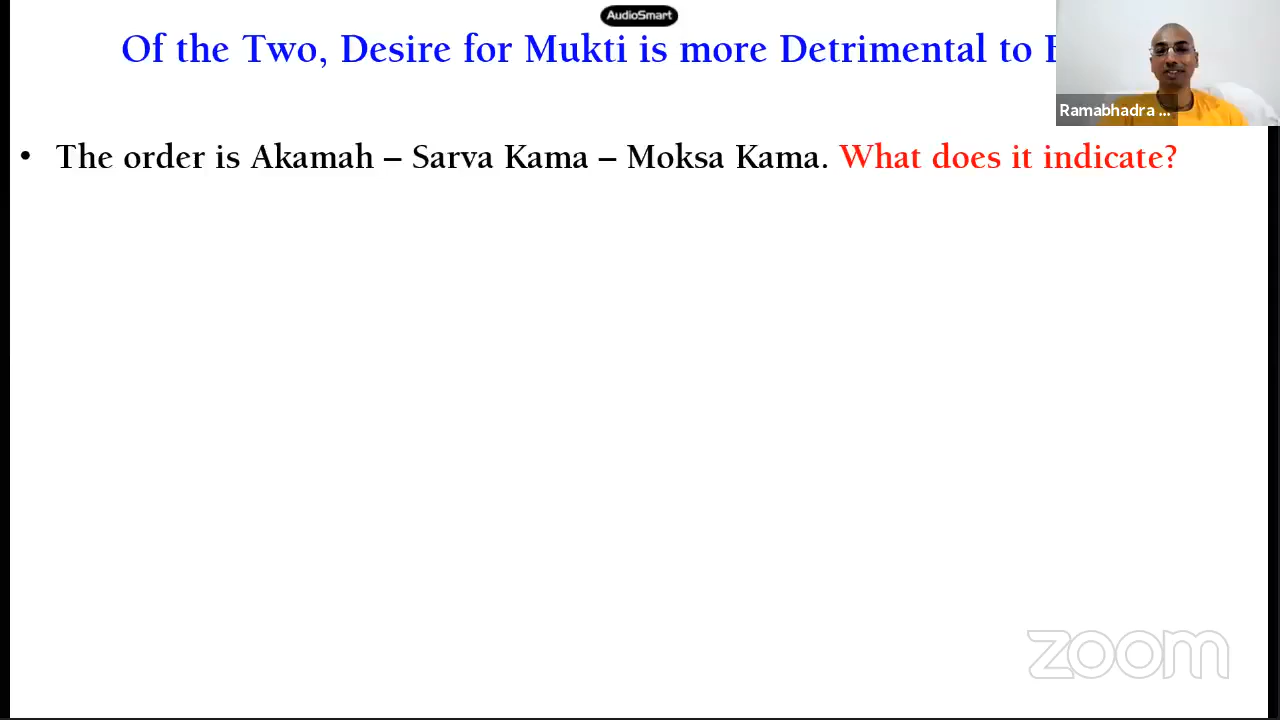 AudioSmart
Of the Two, Desire for Mukti is more Detrimental to
Ramabhadra ...
• The order is Akamah – Sarva Kama – Moksa Kama. What does it indicate?
zoom